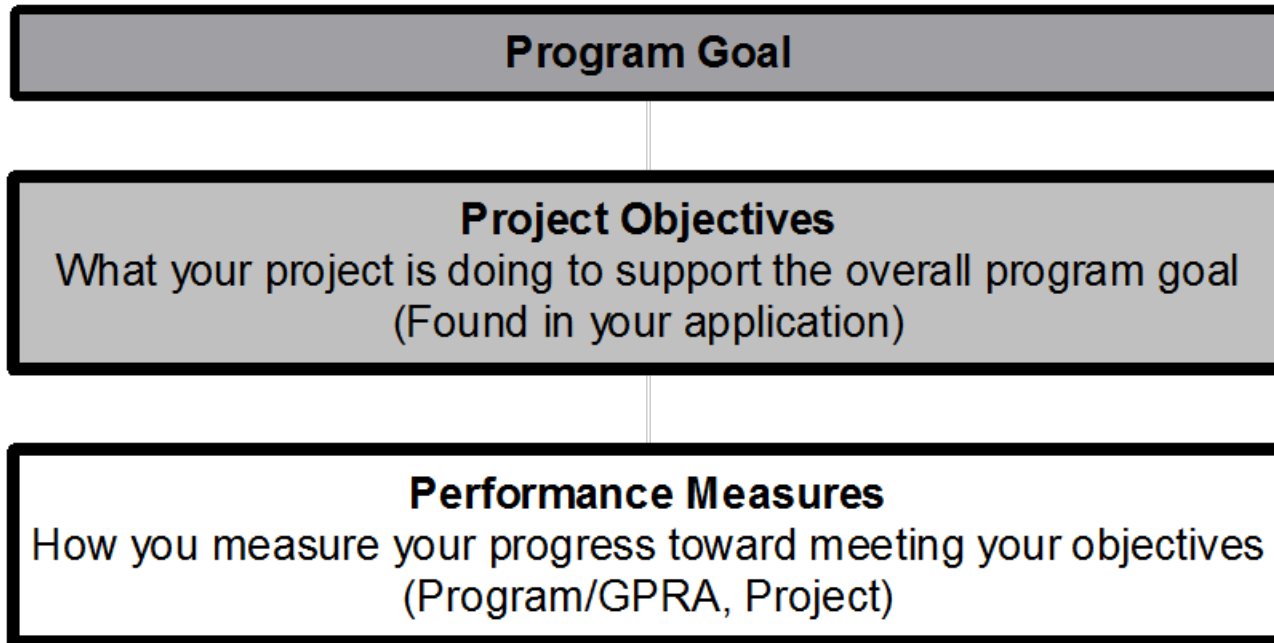 Program Goal
Project Objectives
What your project is doing to support the overall program goal
(Found in your application)
Performance Measures
How you measure your progress toward meeting your objectives
(Program/GPRA, Project)